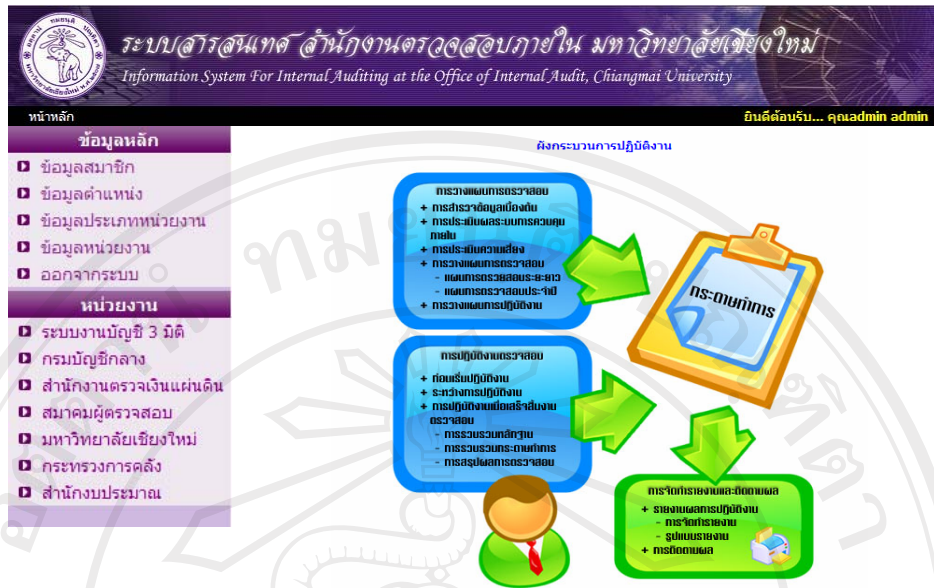 ระบบสารสนเทศ สำนักงานตรวจสอบภายใน มหาวิทยาลัยเชียงใหม่
Information System For Internal Auditing at the Office of Internal Audit, Chiangmai University
หน้าหลัก
ยินดีต้อนรับ... คุณadmin admin
ข้อมูลหลัก
ข้อมูลสมาชิก
ข้อมูลตำแหน่ง
ข้อมูลประเภทหน่วยงาน
ข้อมูลหน่วยงาน
ออกจากระบบ
หน่วยงาน
ระบบงานบัญชี 3 มิติ
กรมบัญชีกลาง
สำนักงานตรวจเงินแผ่นดิน
สมาคมผู้ตรวจสอบ
มหาวิทยาลัยเชียงใหม่
กระทรวงการคลัง
สำนักงบประมาณ
ผังกระบวนการปฏิบัติงาน
การวางแผนการตรวจสอบ
+ การสำรวจข้อมูลเบื้องต้น
+ การประเมินผลระบบการควบคุม
ภายใน
+ การประเมินความเสี่ยง
+ การวางแผนการตรวจสอบ
- แผนการตรวยสอบระยะยาว
- แผนการตรวจสอบประจำปี
+ การวางแผนการปฏิบัติงาน
กระดาษทำการ
การปฏิบัติงานตรวจสอบ
+ ก่อนเริ่มปฏิบัติงาน
+ ระหว่างการปฏิบัติงาน
+ การปฏิบัติงานเมื่อเสร็จสิ้นงาน
ตรวจสอบ
- การรวบรวมหลักฐาน
- การรวบรวมกระดาษทำการ
- การสรุปผลการตรวจสอบ
การจัดทำรายงานและติดตามผล
+ รายงานผลการปฏิบัติงาน
- การจัดทำรายงาน
- รูปแบบรายงาน
+ การติดตามผล